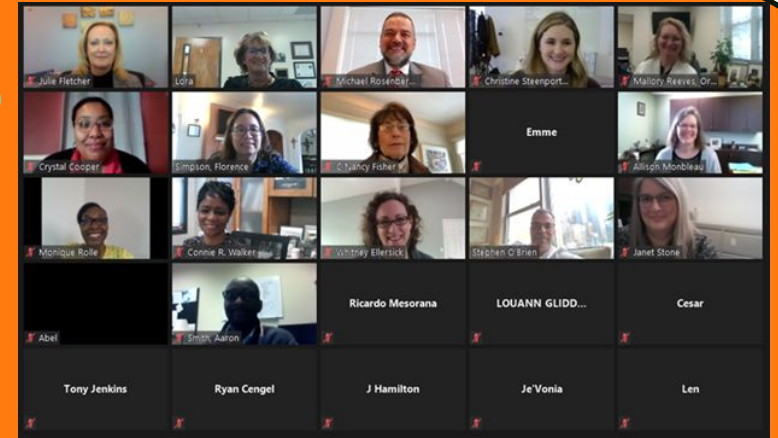 Julie Fletcher
Lora
Michael Rosenber...
Christine Steenport...
Mallory Reeves, Or...
Crystal Cooper
Simpson, Florence
Nancy Fisher
Emme
Allison Monbleau
Monique Rolle
Connie R. Walker
Whitney Ellersick
Stephen O'Brien
Janet Stone
Abel
Smith, Aaron
Ricardo Mesorana
LOUANN GLIDD...
Cesar
Tony Jenkins
Ryan Cengel
J Hamilton
Je'Vonia
Len